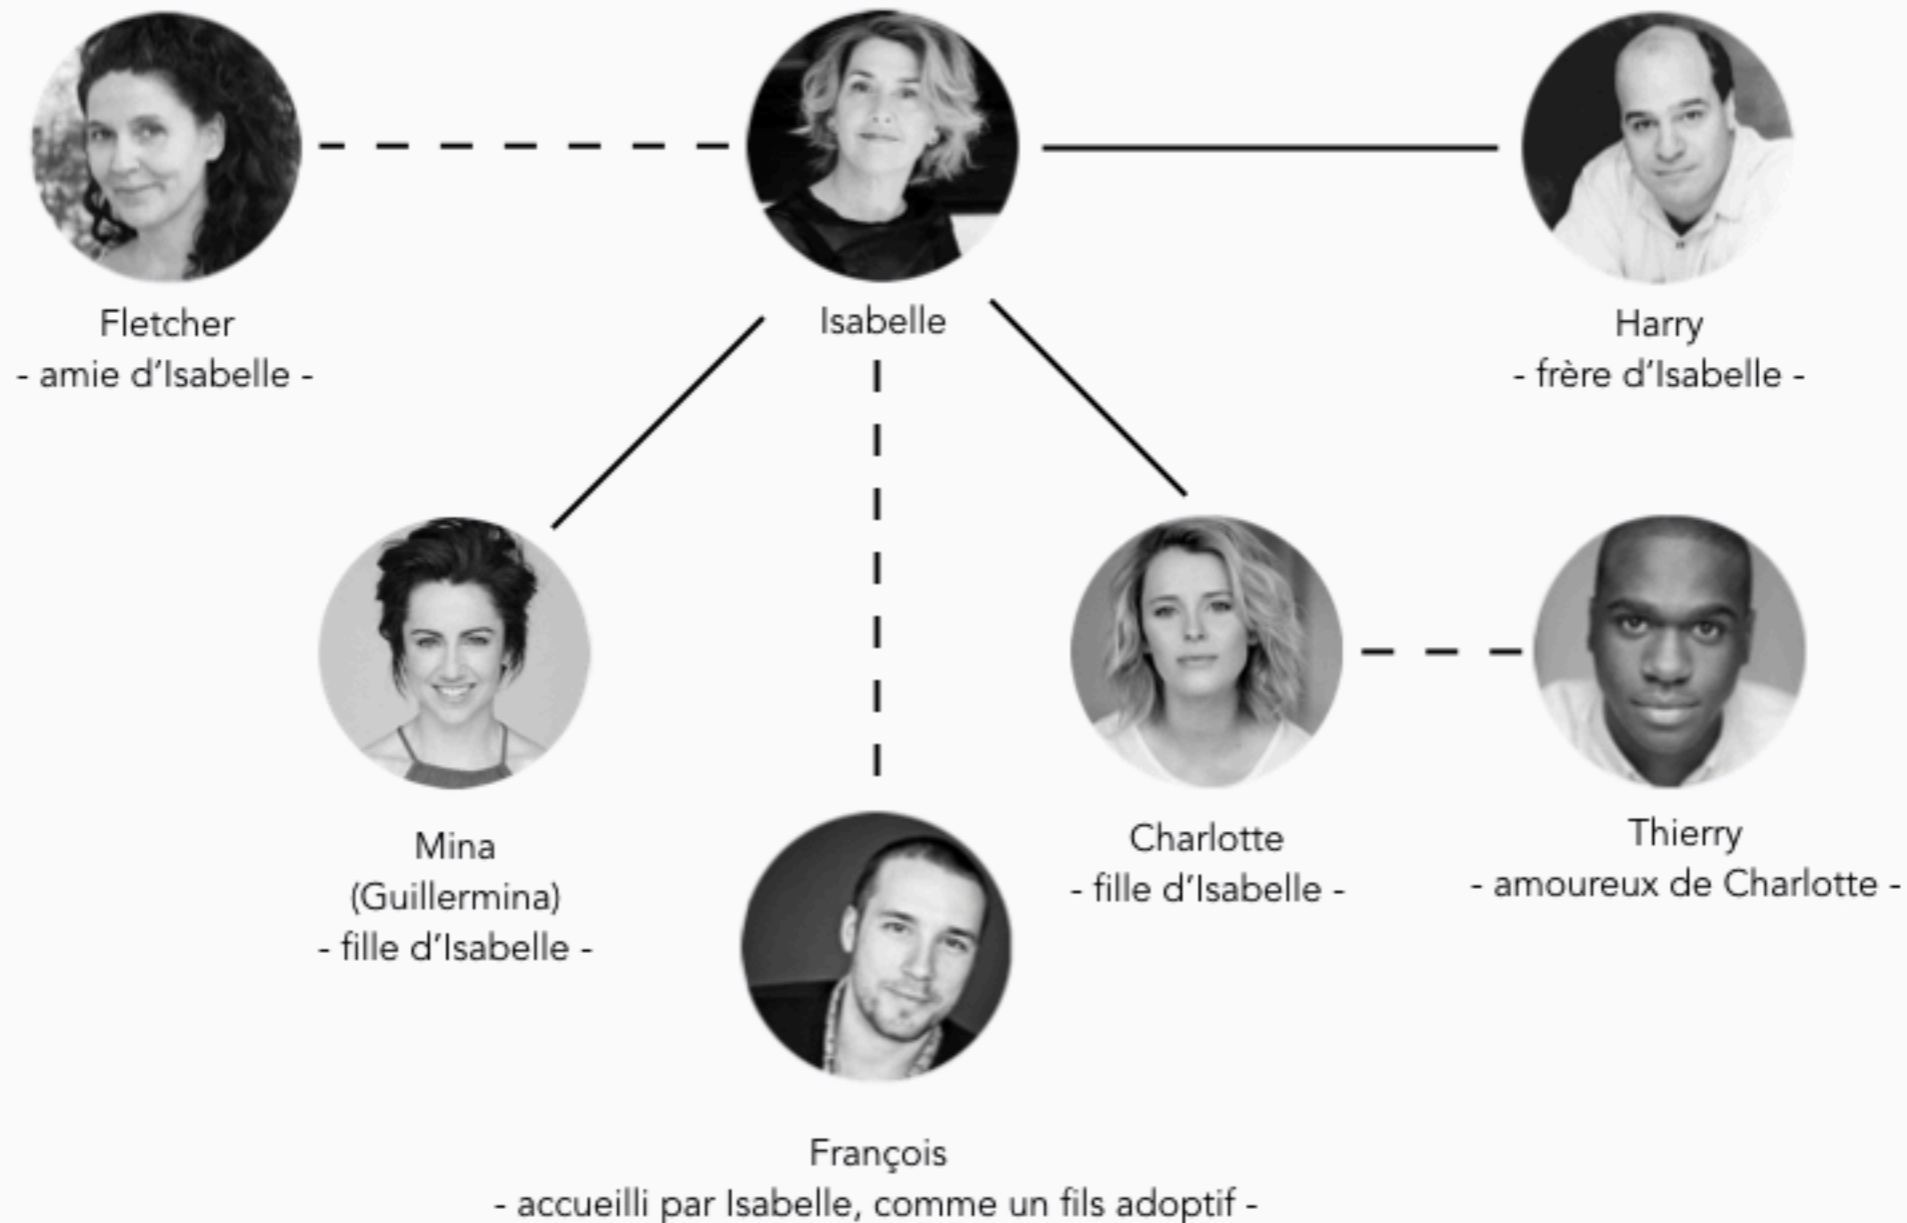 Fletcher
- amie d’Isabelle -
Isabelle
Harry
- frère d’Isabelle -
Mina
(Guillermina)
- fille d’Isabelle -
Charlotte
- fille d’Isabelle -
Thierry
- amoureux de Charlotte -
François
- accueilli par Isabelle, comme un fils adoptif -